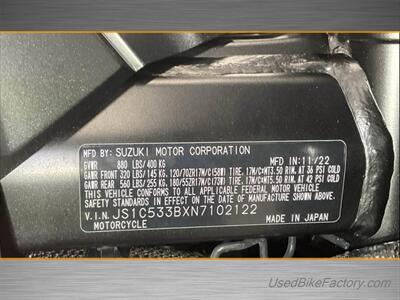 MFD BY: SUZUKI MOTOR CORPORATION
GVWR 880 LBS/400 KG MFD IN: 11/22
GAWR FRONT 320 LBS/145 KG. 120/70ZR17M/C(58W) TIRE. 17M/C×MT3.50 RIM. AT 36 PSI COLD
GAWR REAR 560 LBS/255 KG. 180/55ZR17M/C(73W) TIRE. 17M/C×MT5.50 RIM. AT 42 PSI COLD
THIS VEHICLE CONFORMS TO ALL APPLICABLE FEDERAL MOTOR
VEHICLE SAFETY STANDARDS IN EFFECT ON THE DATE OF
MANUFACTURE SHOWN ABOVE.
V.I.N. JS1C533BXN7102122
MOTORCYCLE MADE IN JAPAN
UsedBikeFactory.com